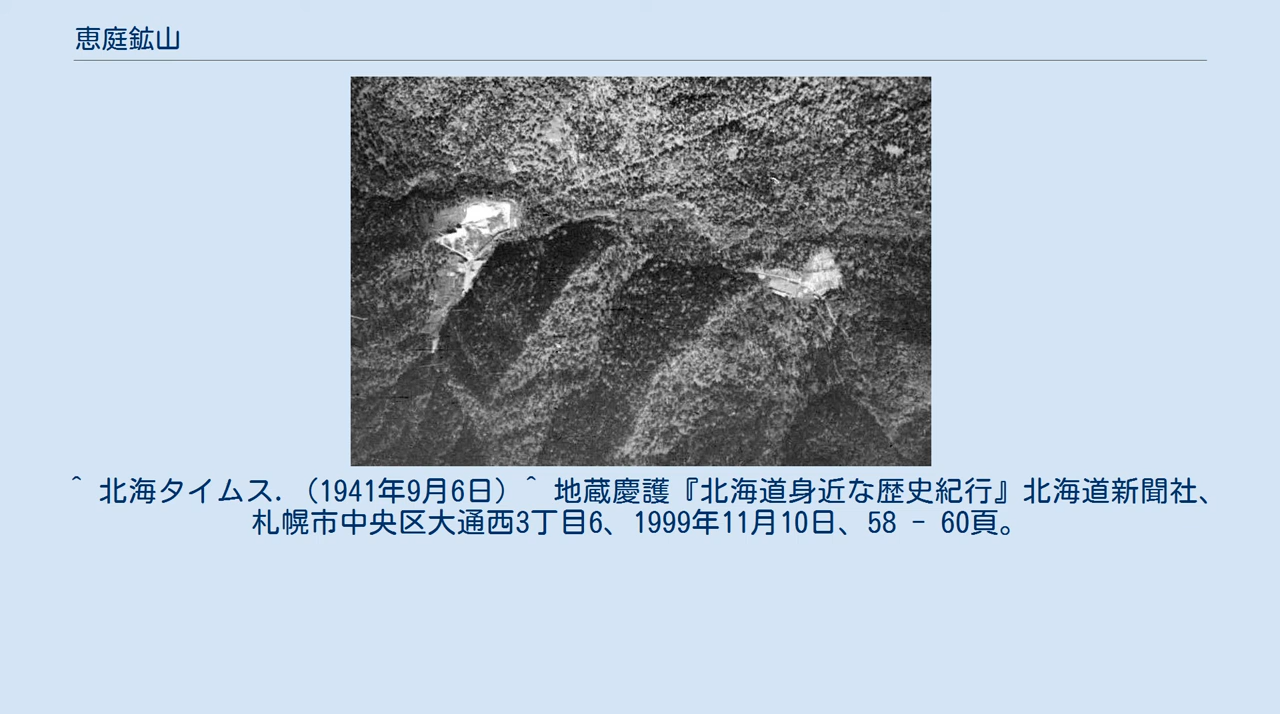 恵庭鉱山
^ 北海タイムス. （1941年9月6日）^ 地蔵慶護『北海道身近な歴史紀行』北海道新聞社、
札幌市中央区大通西3丁目6、1999年11月10日、58 - 60頁。